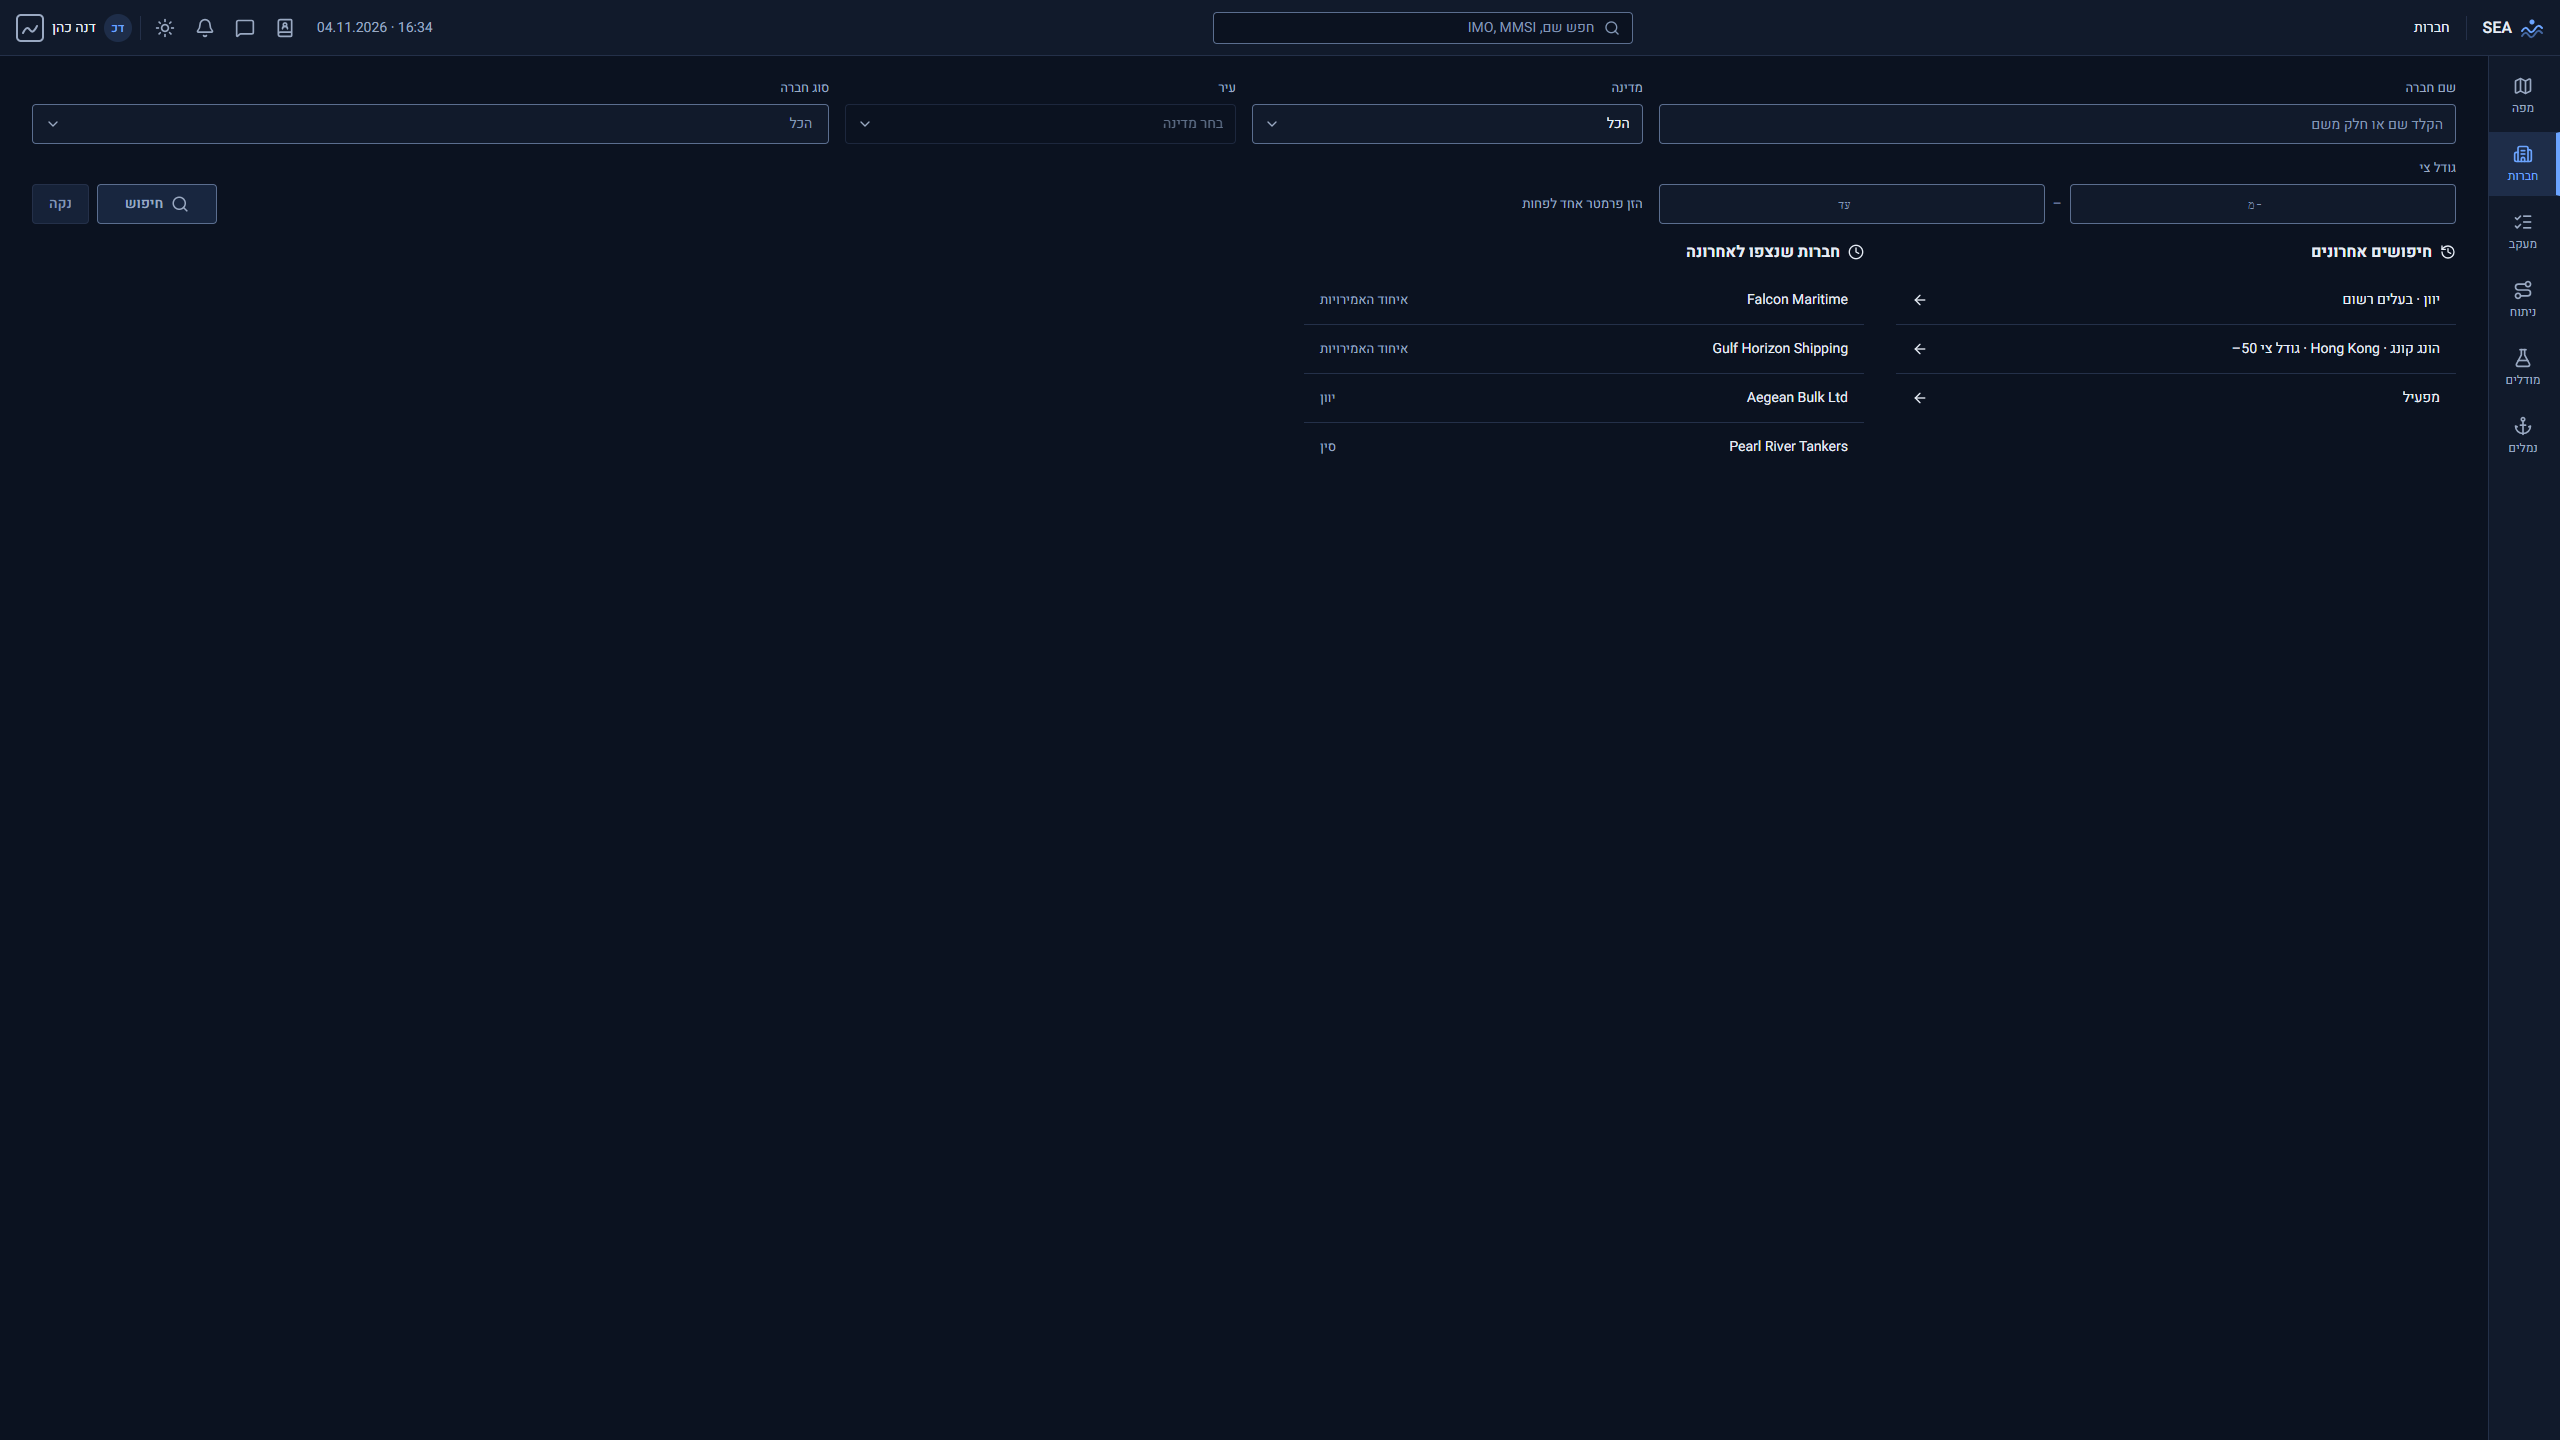 SEA
חברות
חפש שם, IMO, MMSI
04.11.2026 · 16:34
דכ
דנה כהן
מפה
חברות
מעקב
ניתוח
מודלים
נמלים
שם חברה
הקלד שם או חלק משם
מדינה
הכל
עיר
בחר מדינה
סוג חברה
הכל
גודל צי
מ-
–
עד
הזן פרמטר אחד לפחות
חיפוש
נקה
חיפושים אחרונים
יוון · בעלים רשום
הונג קונג · Hong Kong · גודל צי 50–
מפעיל
חברות שנצפו לאחרונה
Falcon Maritime
איחוד האמירויות
Gulf Horizon Shipping
איחוד האמירויות
Aegean Bulk Ltd
יוון
Pearl River Tankers
סין